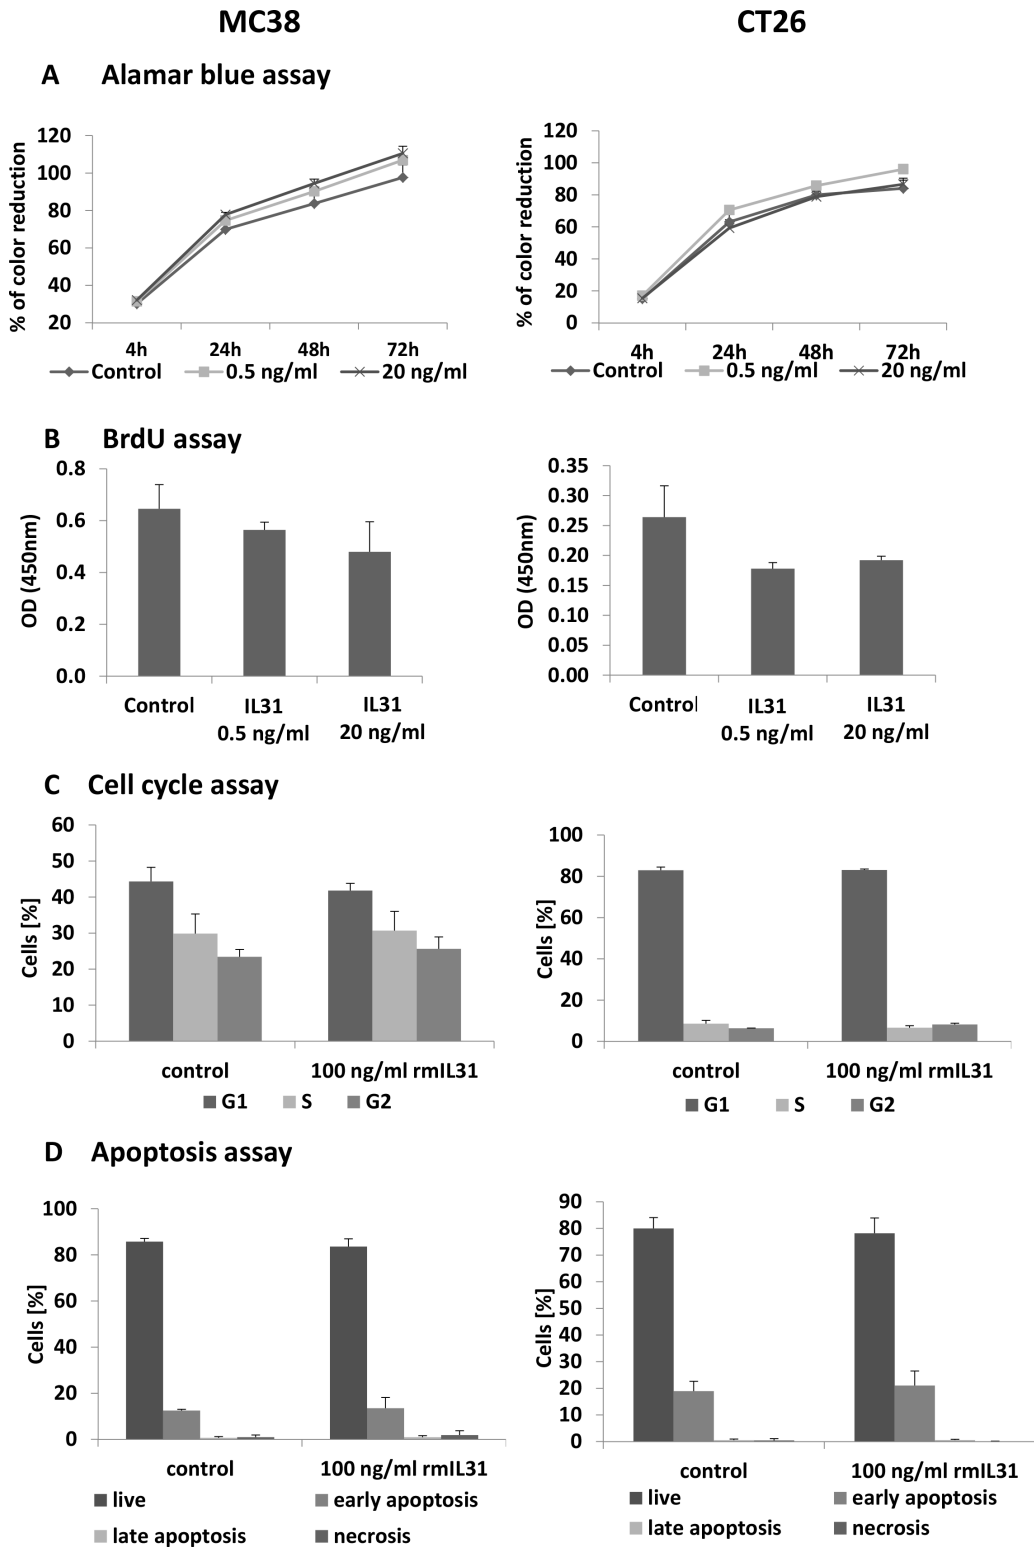 MC38
CT26
A Alamar blue assay
% of color reduction
120
100
80
60
40
20
4h 24h 48h 72h
Control 0.5 ng/ml 20 ng/ml
% of color reduction
120
100
80
60
40
20
0
4h 24h 48h 72h
Control 0.5 ng/ml 20 ng/ml
B BrdU assay
OD (450nm)
0.8
0.6
0.4
0.2
0.0
Control IL31 IL31
0.5 ng/ml 20 ng/ml
OD (450nm)
0.35
0.30
0.25
0.20
0.15
0.10
0.05
0.00
Control IL31 IL31
0.5 ng/ml 20 ng/ml
C Cell cycle assay
Cells [%]
60
50
40
30
20
10
0
control 100 ng/ml rmIL31
G1 S G2
Cells [%]
100
80
60
40
20
0
control 100 ng/ml rmIL31
G1 S G2
D Apoptosis assay
Cells [%]
100
80
60
40
20
0
control 100 ng/ml rmIL31
live early apoptosis
late apoptosis necrosis
Cells [%]
90
80
70
60
50
40
30
20
10
0
control 100 ng/ml rmIL31
live early apoptosis
late apoptosis necrosis